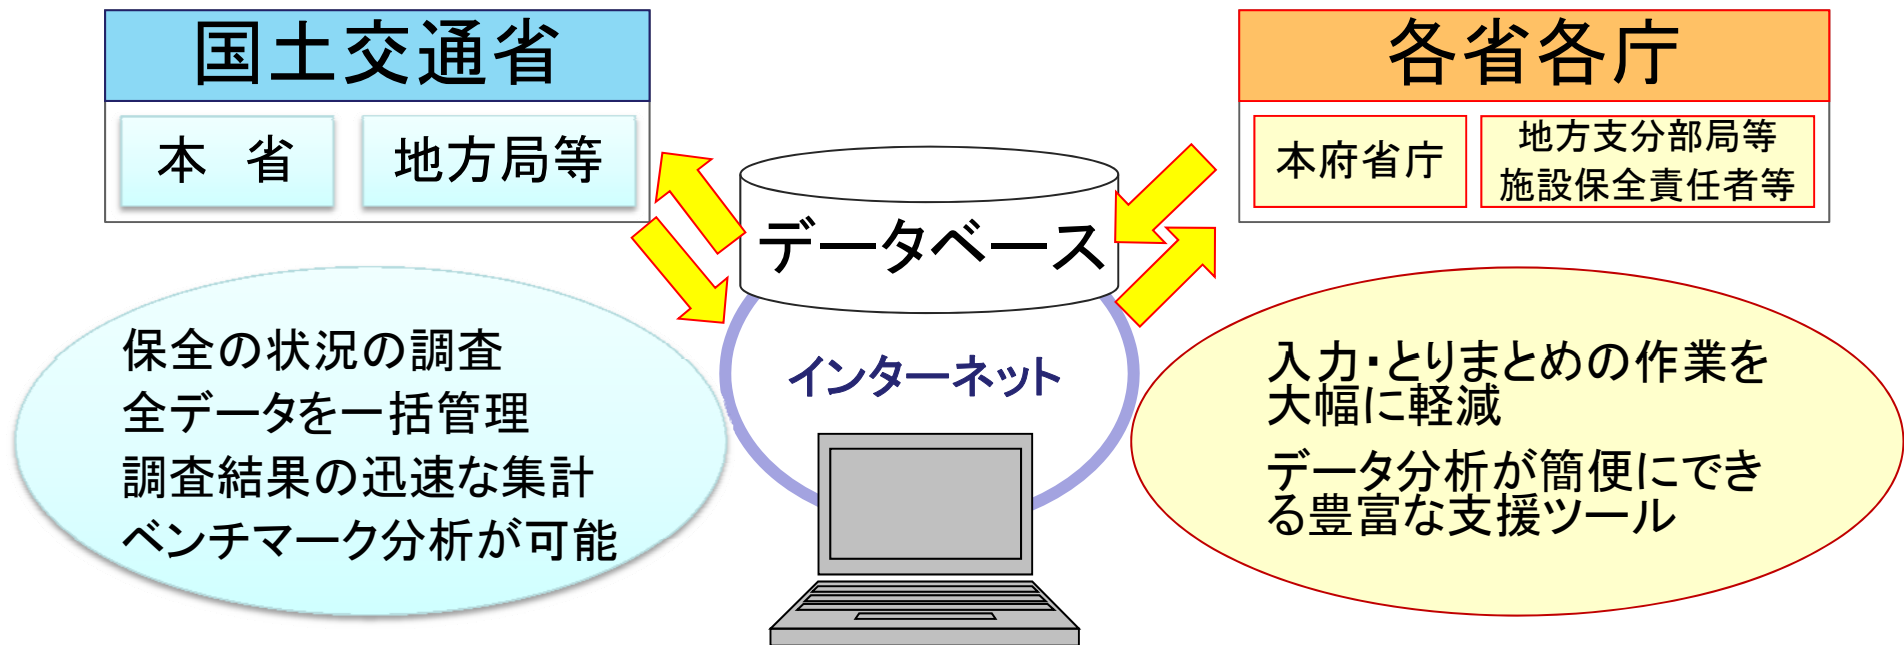 国土交通省
本 省
地方局等
保全の状況の調査
全データを一括管理
調査結果の迅速な集計
ベンチマーク分析が可能
データベース
インターネット
各省各庁
本府省庁
地方支分部局等
施設保全責任者等
入力・とりまとめの作業を
大幅に軽減
データ分析が簡便にでき
る豊富な支援ツール